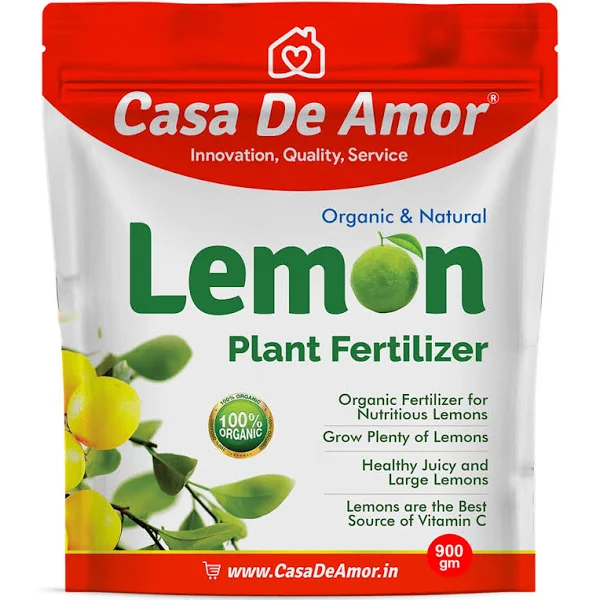 Casa De Amor®
Innovation, Quality, Service
Organic & Natural
Lemon
Plant Fertilizer
100% ORGANIC
100%
ORGANIC
Organic Fertilizer for
Nutritious Lemons
Grow Plenty of Lemons
Healthy Juicy and
Large Lemons
Lemons are the Best
Source of Vitamin C
900
gm
www.CasaDeAmor.in